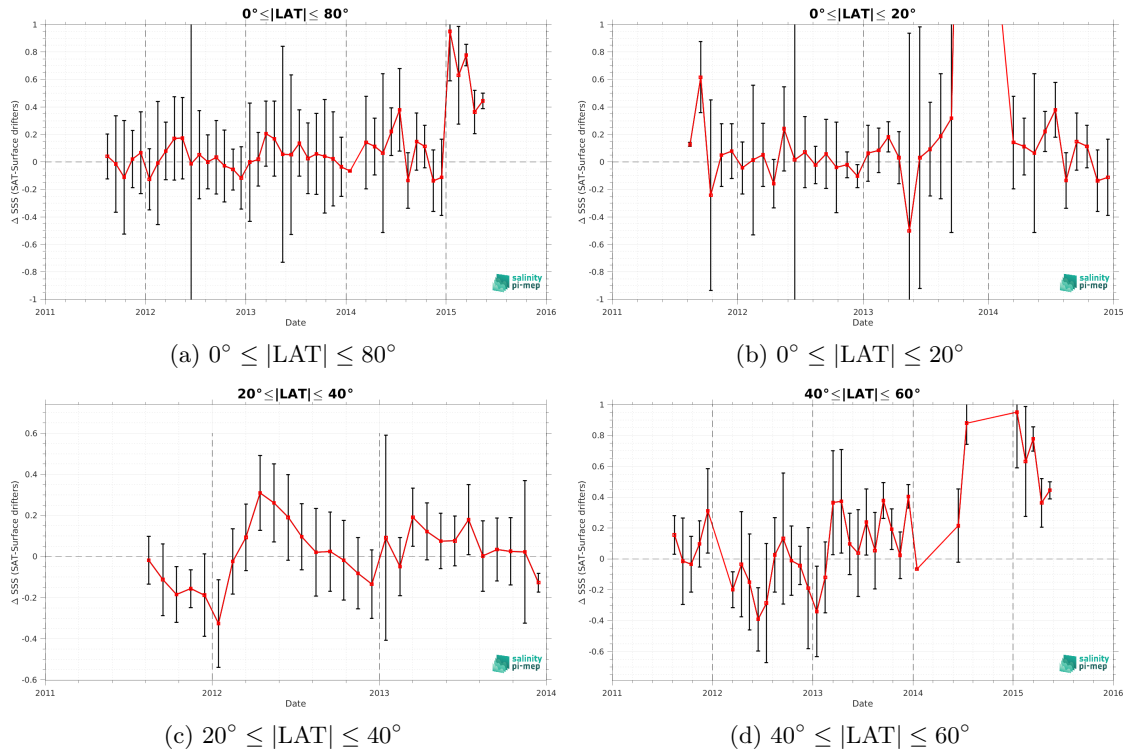 0°≤|LAT|≤ 80°
Δ SSS (SAT-Surface drifters)
1
0.8
0.6
0.4
0.2
0
-0.2
-0.4
-0.6
-0.8
-1
2011
2012
2013
2014
2015
2016
Date
salinity
pi-mep
(a) 0° ≤ |LAT| ≤ 80°
0°≤|LAT|≤ 20°
Δ SSS (SAT-Surface drifters)
1
0.8
0.6
0.4
0.2
0
-0.2
-0.4
-0.6
-0.8
-1
2011
2012
2013
2014
2015
Date
salinity
pi-mep
(b) 0° ≤ |LAT| ≤ 20°
20°≤|LAT|≤ 40°
Δ SSS (SAT-Surface drifters)
0.6
0.4
0.2
0
-0.2
-0.4
-0.6
2011
2012
2013
2014
Date
salinity
pi-mep
(c) 20° ≤ |LAT| ≤ 40°
40°≤|LAT|≤ 60°
Δ SSS (SAT-Surface drifters)
1
0.8
0.6
0.4
0.2
0
-0.2
-0.4
-0.6
2011
2012
2013
2014
2015
2016
Date
salinity
pi-mep
(d) 40° ≤ |LAT| ≤ 60°